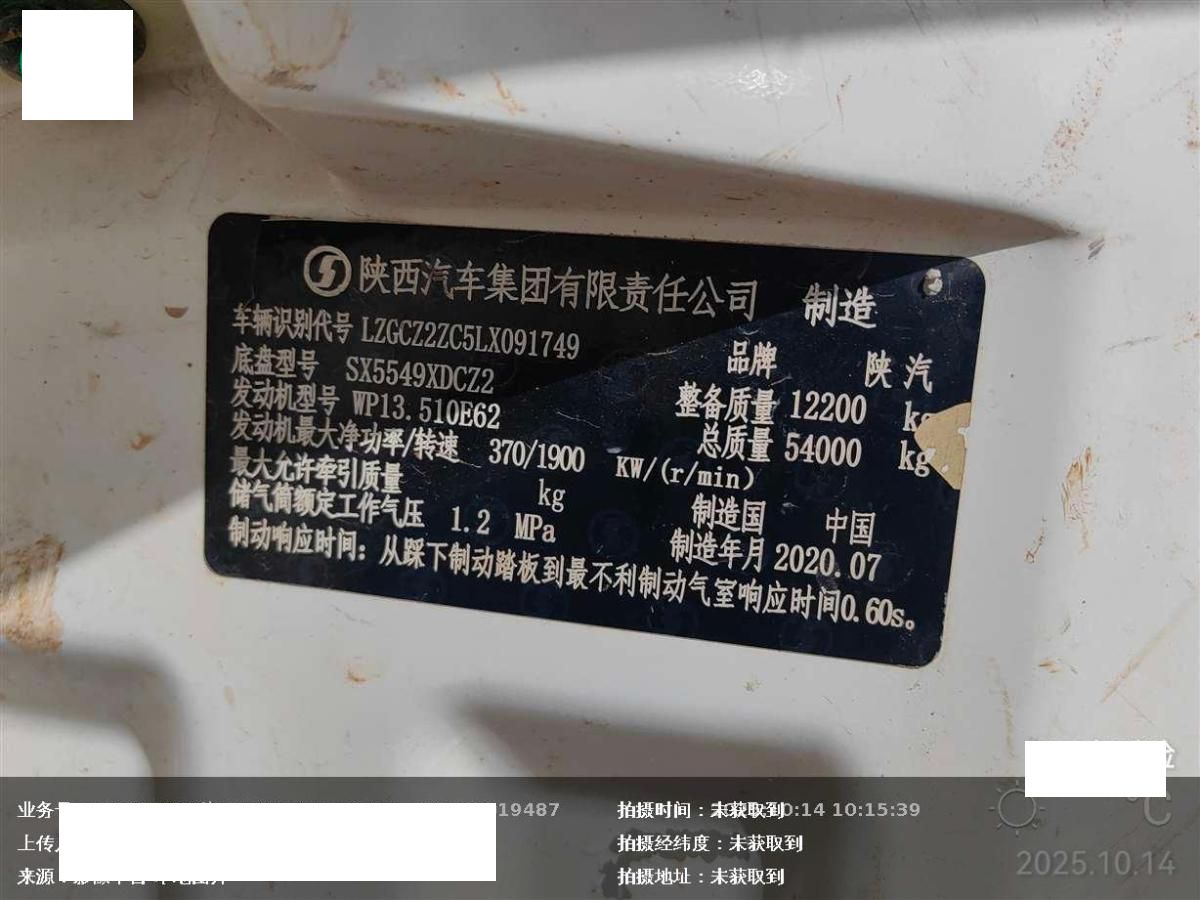 陕西汽车集团有限责任公司 制造
车辆识别代号 LZGCZ2ZC5LX091749
品牌 陕汽
底盘型号 SX5549XDCZ2
整备质量 12200 kg
发动机型号 WP13.510E62
总质量 54000 kg
发动机最大净功率/转速 370/1900 KW/(r/min)
最大允许牵引质量 kg
制造国 中国
储气筒额定工作气压 1.2 MPa
制造年月 2020.07
制动响应时间：从踩下制动踏板到最不利制动气室响应时间0.60s。
业务 19487
拍摄时间：未获取到 0:14 10:15:39
℃
上传
拍摄经纬度：未获取到
2025.10.14
来源：
拍摄地址：未获取到